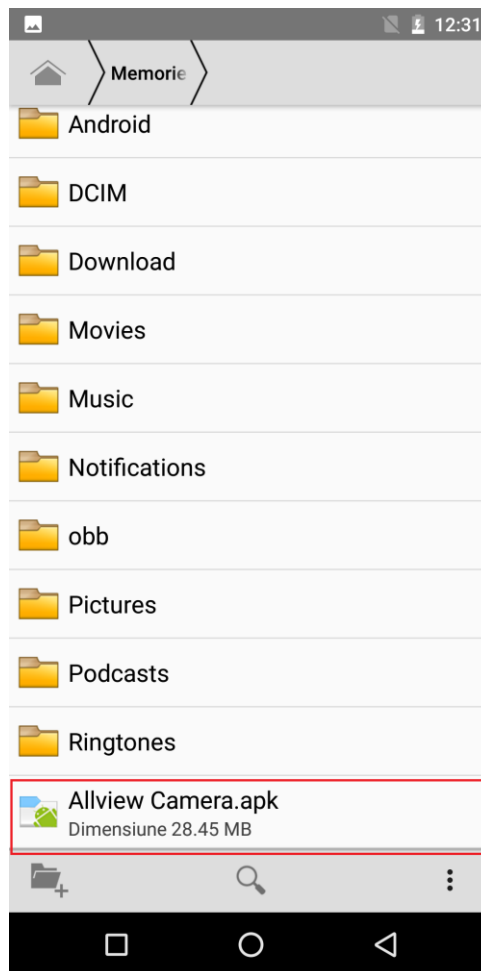 12:31
Memorie
Android
DCIM
Download
Movies
Music
Notifications
obb
Pictures
Podcasts
Ringtones
Allview Camera.apk
Dimensiune 28.45 MB